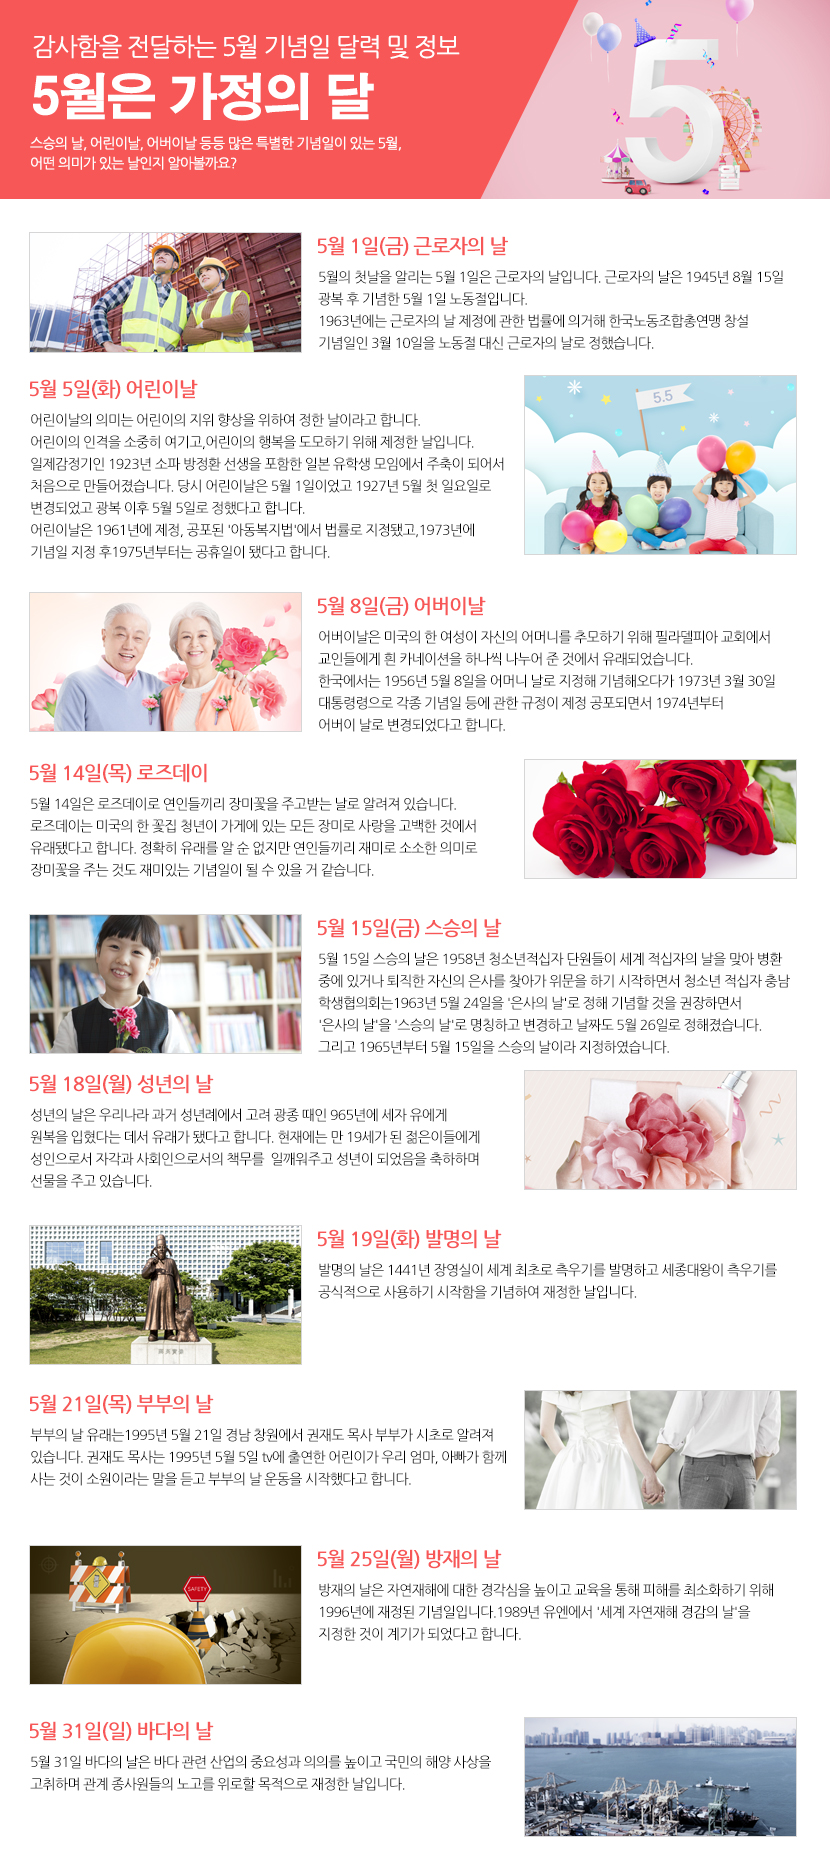 감사함을 전달하는 5월 기념일 달력 및 정보
5월은 가정의 달
스승의 날, 어린이날, 어버이날 등등 많은 특별한 기념일이 있는 5월,
어떤 의미가 있는 날인지 알아볼까요?
5
5월 1일(금) 근로자의 날
5월의 첫날을 알리는 5월 1일은 근로자의 날입니다. 근로자의 날은 1945년 8월 15일
광복 후 기념한 5월 1일 노동절입니다.
1963년에는 근로자의 날 제정에 관한 법률에 의거해 한국노동조합총연맹 창설
기념일인 3월 10일을 노동절 대신 근로자의 날로 정했습니다.
5월 5일(화) 어린이날
어린이날의 의미는 어린이의 지위 향상을 위하여 정한 날이라고 합니다.
어린이의 인격을 소중히 여기고,어린이의 행복을 도모하기 위해 제정한 날입니다.
일제감정기인 1923년 소파 방정환 선생을 포함한 일본 유학생 모임에서 주축이 되어서
처음으로 만들어졌습니다. 당시 어린이날은 5월 1일이었고 1927년 5월 첫 일요일로
변경되었고 광복 이후 5월 5일로 정했다고 합니다.
어린이날은 1961년에 제정, 공포된 '아동복지법'에서 법률로 지정됐고,1973년에
기념일 지정 후1975년부터는 공휴일이 됐다고 합니다.
5.5
5월 8일(금) 어버이날
어버이날은 미국의 한 여성이 자신의 어머니를 추모하기 위해 필라델피아 교회에서
교인들에게 흰 카네이션을 하나씩 나누어 준 것에서 유래되었습니다.
한국에서는 1956년 5월 8일을 어머니 날로 지정해 기념해오다가 1973년 3월 30일
대통령령으로 각종 기념일 등에 관한 규정이 제정 공포되면서 1974년부터
어버이 날로 변경되었다고 합니다.
5월 14일(목) 로즈데이
5월 14일은 로즈데이로 연인들끼리 장미꽃을 주고받는 날로 알려져 있습니다.
로즈데이는 미국의 한 꽃집 청년이 가게에 있는 모든 장미로 사랑을 고백한 것에서
유래됐다고 합니다. 정확히 유래를 알 순 없지만 연인들끼리 재미로 소소한 의미로
장미꽃을 주는 것도 재미있는 기념일이 될 수 있을 거 같습니다.
5월 15일(금) 스승의 날
5월 15일 스승의 날은 1958년 청소년적십자 단원들이 세계 적십자의 날을 맞아 병환
중에 있거나 퇴직한 자신의 은사를 찾아가 위문을 하기 시작하면서 청소년 적십자 충남
학생협의회는1963년 5월 24일을 '은사의 날'로 정해 기념할 것을 권장하면서
'은사의 날'을 '스승의 날'로 명칭하고 변경하고 날짜도 5월 26일로 정해졌습니다.
그리고 1965년부터 5월 15일을 스승의 날이라 지정하였습니다.
5월 18일(월) 성년의 날
성년의 날은 우리나라 과거 성년례에서 고려 광종 때인 965년에 세자 유에게
원복을 입혔다는 데서 유래가 됐다고 합니다. 현재에는 만 19세가 된 젊은이들에게
성인으로서 자각과 사회인으로서의 책무를  일깨워주고 성년이 되었음을 축하하며
선물을 주고 있습니다.
5월 19일(화) 발명의 날
발명의 날은 1441년 장영실이 세계 최초로 측우기를 발명하고 세종대왕이 측우기를
공식적으로 사용하기 시작함을 기념하여 재정한 날입니다.
5월 21일(목) 부부의 날
부부의 날 유래는1995년 5월 21일 경남 창원에서 권재도 목사 부부가 시초로 알려져
있습니다. 권재도 목사는 1995년 5월 5일 tv에 출연한 어린이가 우리 엄마, 아빠가 함께
사는 것이 소원이라는 말을 듣고 부부의 날 운동을 시작했다고 합니다.
5월 25일(월) 방재의 날
방재의 날은 자연재해에 대한 경각심을 높이고 교육을 통해 피해를 최소화하기 위해
1996년에 재정된 기념일입니다.1989년 유엔에서 '세계 자연재해 경감의 날'을
지정한 것이 계기가 되었다고 합니다.
SAFETY
5월 31일(일) 바다의 날
5월 31일 바다의 날은 바다 관련 산업의 중요성과 의의를 높이고 국민의 해양 사상을
고취하며 관계 종사원들의 노고를 위로할 목적으로 재정한 날입니다.